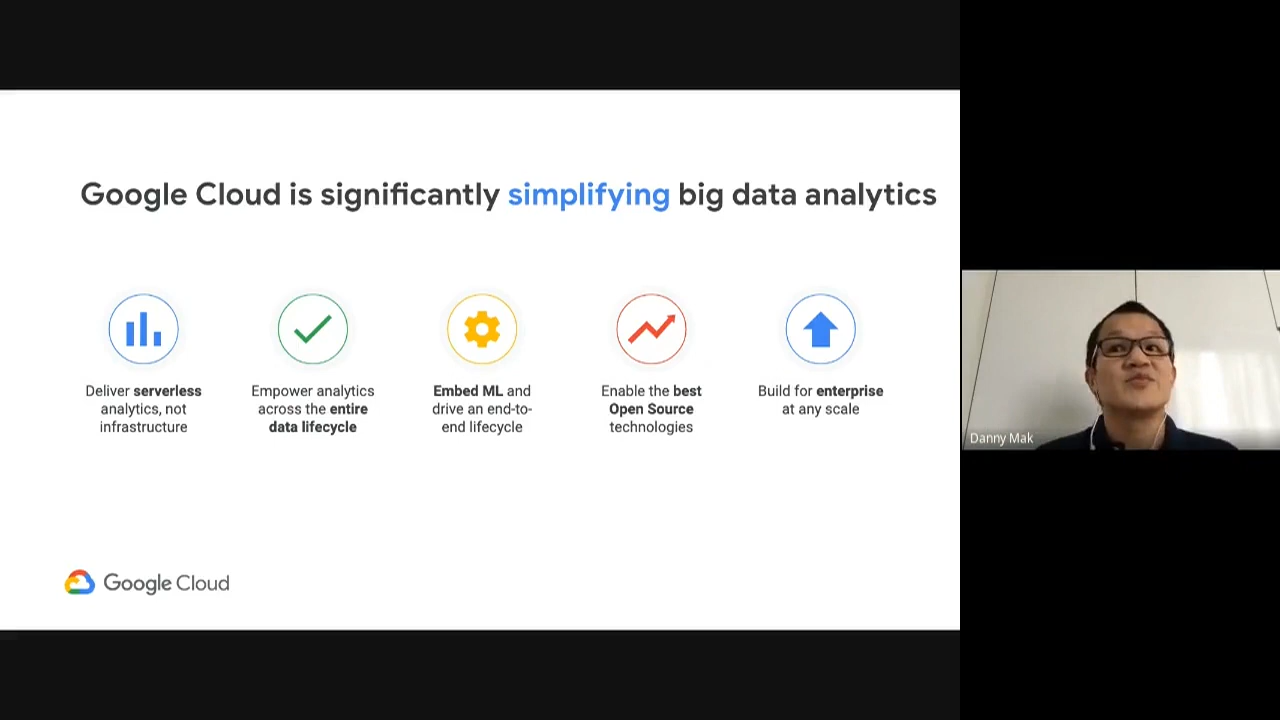 Google Cloud is significantly simplifying big data analytics
Deliver serverless
analytics, not
infrastructure
Empower analytics
across the entire
data lifecycle
Embed ML and
drive an end-to-
end lifecycle
Enable the best
Open Source
technologies
Build for enterprise
at any scale
Danny Mak
Google Cloud